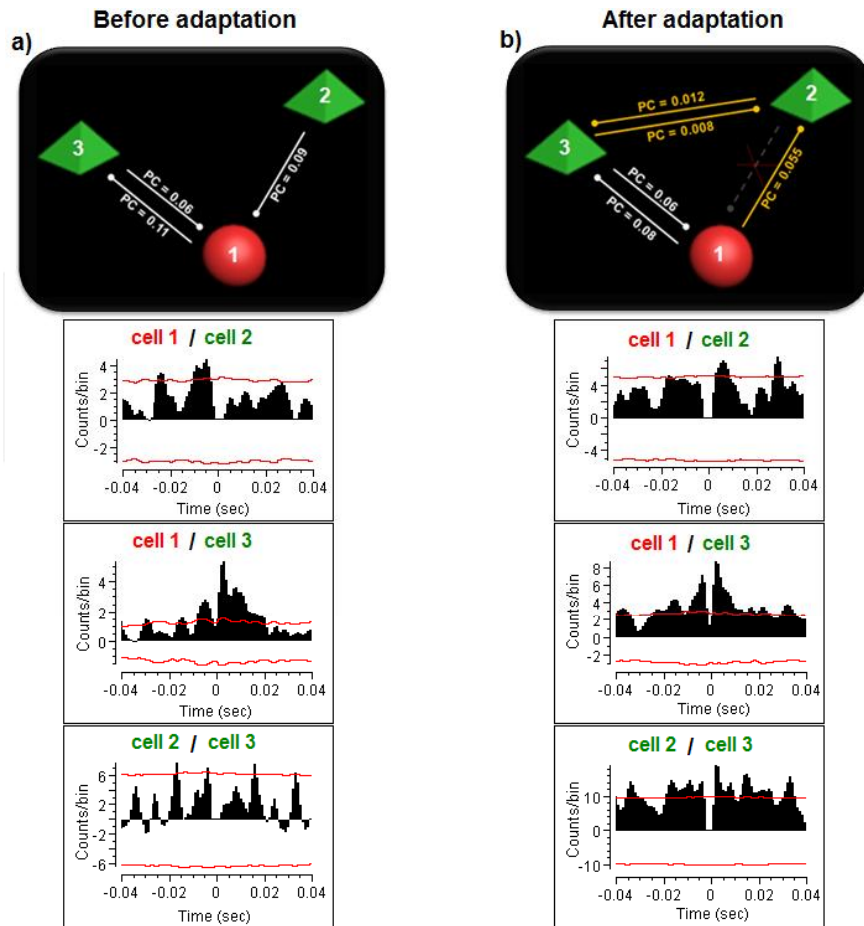 Before adaptation
a)
2
3
PC = 0.09
PC = 0.06
PC = 0.11
1
cell 1 / cell 2
Counts/bin
4
2
0
-2
-0.04 -0.02 0 0.02 0.04
Time (sec)
cell 1 / cell 3
Counts/bin
4
2
0
-0.04 -0.02 0 0.02 0.04
Time (sec)
cell 2 / cell 3
Counts/bin
6
2
0
-2
-6
-0.04 -0.02 0 0.02 0.04
Time (sec)
After adaptation
b)
2
PC = 0.012
PC = 0.008
3
PC = 0.055
PC = 0.06
PC = 0.08
1
cell 1 / cell 2
Counts/bin
4
0
-4
-0.04 -0.02 0 0.02 0.04
Time (sec)
cell 1 / cell 3
Counts/bin
8
6
4
2
0
-2
-0.04 -0.02 0 0.02 0.04
Time (sec)
cell 2 / cell 3
Counts/bin
10
0
-10
-0.04 -0.02 0 0.02 0.04
Time (sec)